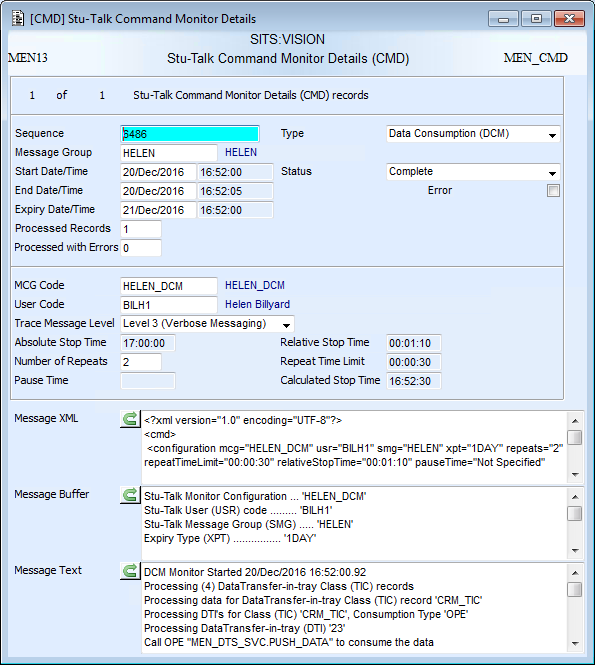 [CMD] Stu-Talk Command Monitor Details
SITS:VISION
MEN13 Stu-Talk Command Monitor Details (CMD) MEN_CMD
1 of 1 Stu-Talk Command Monitor Details (CMD) records
Sequence 6486 Type Data Consumption (DCM)
Message Group HELEN HELEN
Start Date/Time 20/Dec/2016 16:52:00 Status Complete
End Date/Time 20/Dec/2016 16:52:05 Error
Expiry Date/Time 21/Dec/2016 16:52:00
Processed Records 1
Processed with Errors 0
MCG Code HELEN_DCM HELEN_DCM
User Code BILH1 Helen Billyard
Trace Message Level Level 3 (Verbose Messaging)
Absolute Stop Time 17:00:00 Relative Stop Time 00:01:10
Number of Repeats 2 Repeat Time Limit 00:00:30
Pause Time Calculated Stop Time 16:52:30
Message XML <?xml version="1.0" encoding="UTF-8"?>
<cmd>
<configuration mcg="HELEN_DCM" usr="BILH1" smg="HELEN" xpt="1DAY" repeats="2"
repeatTimeLimit="00:00:30" relativeStopTime="00:01:10" pauseTime="Not Specified"
Message Buffer Stu-Talk Monitor Configuration ... 'HELEN_DCM'
Stu-Talk User (USR) code ......... 'BILH1'
Stu-Talk Message Group (SMG) ..... 'HELEN'
Expiry Type (XPT) ................ '1DAY'
Message Text DCM Monitor Started 20/Dec/2016 16:52:00.92
Processing (4) DataTransfer-in-tray Class (TIC) records
Processing data for DataTransfer-in-tray Class (TIC) record 'CRM_TIC'
Processing DTI's for Class (TIC) 'CRM_TIC', Consumption Type 'OPE'
Processing DataTransfer-in-tray (DTI) '23'
Call OPE "MEN_DTS_SVC.PUSH_DATA" to consume the data